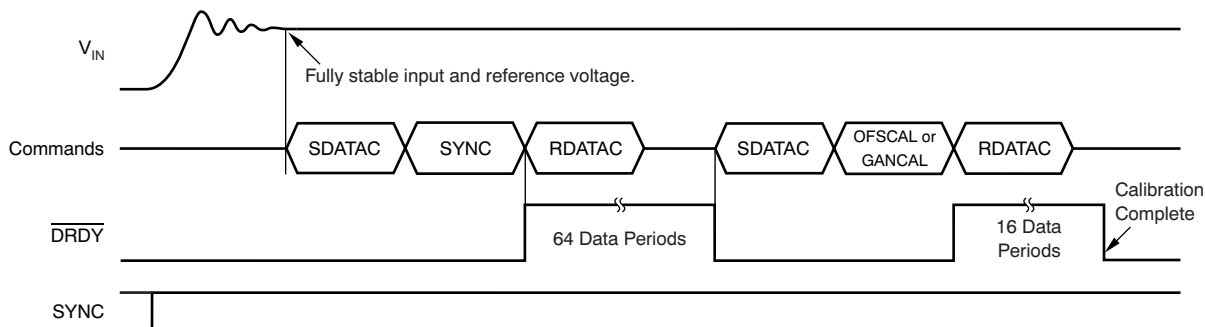 VIN
Fully stable input and reference voltage.
Commands
SDATAC
SYNC
RDATAC
SDATAC
OFSCAL or
GANCAL
RDATAC
DRDY
64 Data Periods
16 Data
Periods
Calibration
Complete
SYNC